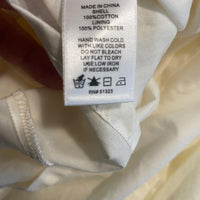 MADE IN CHINA
SHELL
100%COTTON
LINING
100% POLYESTER
HAND WASH COLD
WITH LIKE COLORS
DO NOT BLEACH
LAY FLAT TO DRY
USE LOW IRON
IF NECESSARY
RN# 51323